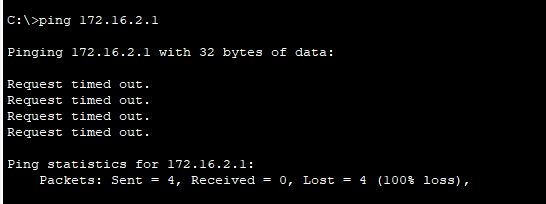 C:\>ping 172.16.2.1
Pinging 172.16.2.1 with 32 bytes of data:
Request timed out.
Request timed out.
Request timed out.
Request timed out.
Ping statistics for 172.16.2.1:
Packets: Sent = 4, Received = 0, Lost = 4 (100% loss),